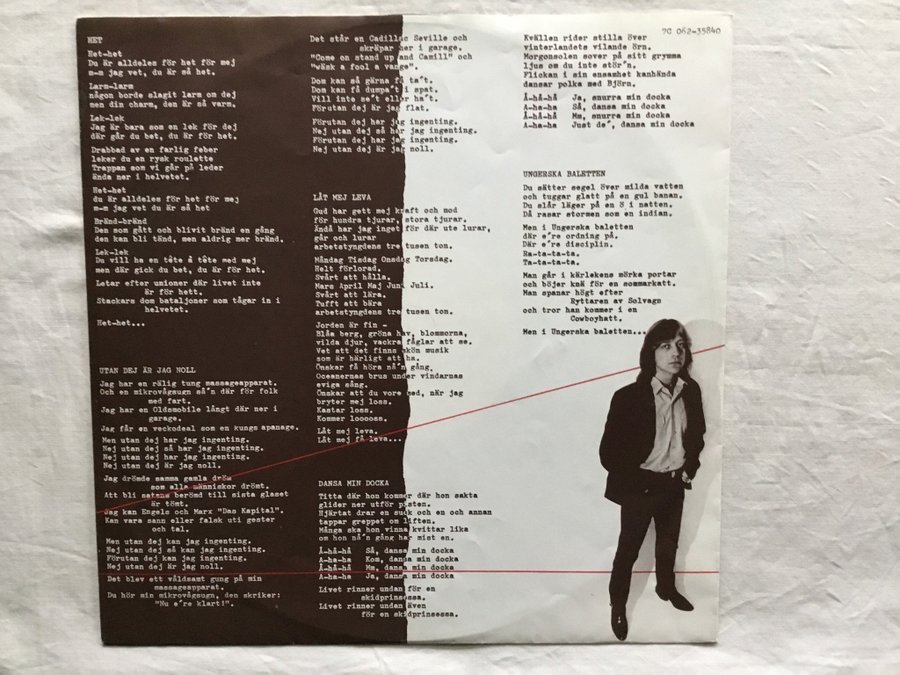 HET
Het-het
Du är alldeles för het för mej
m-m jag vet, du är så het.
Larm-larm
någon borde slagit larm om dej
men din charm, den är så varm.
Lek-lek
Jag är bara som en lek för dej
där går du bet, du är för het.
Drabbad av en farlig feber
leker du en rysk roulette
Trappan som vi går på leder
ända ner i helvetet.
Het-het
du är alldeles för het för mej
m-m jag vet du är så het
Bränd-bränd
Den som gått och blivit bränd en gång
den kan bli tänd, men aldrig mer bränd.
Lek-lek
Du vill ha en tête á tête med mej
men där gick du bet, du är för het.
Letar efter unioner där livet inte
är för hett.
Stackars dom bataljoner som tågar in i
helvetet.
Het-het...
UTAN DEJ ÄR JAG NOLL
Jag har en rälig tung massageapparat.
Och en mikrovågsugn så'n där för folk
med fart.
Jag har en Oldsmobile långt där ner i
garage.
Jag får en veckodeal som en kungs apanage.
Men utan dej har jag ingenting.
Nej utan dej så har jag ingenting.
Nej utan dej har jag ingenting.
Nej utan dej är jag noll.
Jag drömde samma gamla dröm
som alla människor drömt.
Att bli satans berömd till sista glaset
är tömt.
Jag kan Engels och Marx "Das Kapital".
Kan vara sann eller falsk uti gester
och tal.
Men utan dej kan jag ingenting.
Nej utan dej så kan jag ingenting.
Förutan dej kan jag ingenting.
Nej utan dej är jag noll.
Det blev ett våldsamt gung på min
massageapparat.
Du hör min mikrovågsugn, den skriker:
"Nu e're klart!".
Det står en Cadillac Seville och
skräpar ner i garage.
"Come on stand up and Camill" och
"wäsk a fool a vange".
Dom kan så gärna få ta't.
Dom kan få dumpa't i spat.
Vill inte se't eller ha't.
Förutan dej är jag flat.
Förutan dej har jag ingenting.
Nej utan dej så har jag ingenting.
Förutan dej har jag ingenting.
Nej utan dej är jag noll.
LÅT MEJ LEVA
Gud har gett mej kraft och mod
för hundra tjurar, stora tjurar.
Ändå har jag inget för där ute lurar,
går och lurar
arbetstyngdens tretusen ton.
Måndag Tisdag Onsdag Torsdag.
Helt förlorad.
Svårt att hålla.
Mars April Maj Juni Juli.
Svårt att lära.
Tufft att bära
arbetstyngdens tretusen ton.
Jorden är fin -
Blåa berg, gröna hav, blommorna,
vilda djur, vackra fåglar att se.
Vet att det finns skön musik
som är härligt att ha.
Önskar få höra nå'n gång,
Oceanernas brus under vindarnas
eviga sång.
Önskar att du vore med, när jag
bryter mej loss.
Kastar loss.
Kommer looooss.
Låt mej leva.
Låt mej få leva...
DANSA MIN DOCKA
Titta där hon kommer där hon sakta
glider ner utför pisten.
Hjärtat drar en suck och en och annan
tappar greppet om liften.
Många ska hon vinna kvittar lika
om hon nå'n gång har mist en.
Å-hå-hå Så, dansa min docka
A-ha-ha Kom, dansa min docka
Å-hå-hå Mm, dansa min docka
A-ha-ha Ja, dansa min docka
Livet rinner undan för en
skidprinsessa.
Livet rinner undan även
för en skidprinsessa.
7C 062-35840
Kvällen rider stilla över
vinterlandets vilande örn.
Morgonsolen sover på sitt grymma
ljus om du inte stör'n.
Flickan i sin ensamhet kanhända
dansar polka med Björn.
Å-hå-hå Ja, snurra min docka
A-ha-ha Så, dansa min docka
Å-hå-hå Mm, snurra min docka
A-ha-ha Just de', dansa min docka
UNGERSKA BALETTEN
Du sätter segel över milda vatten
och tuggar glatt på en gul banan.
Du slår läger på en ö i natten.
Då rasar stormen som en indian.
Men i Ungerska baletten
där e're ordning på.
Där e're disciplin.
Ra-ta-ta-ta.
Ta-ta-ta-ta.
Man går i kärlekens mörka portar
och böjer knä för en sommarkatt.
Man spanar högt efter
Ryttaren av Solvags
och tror han kommer i en
Cowboyhatt.
Men i Ungerska baletten...